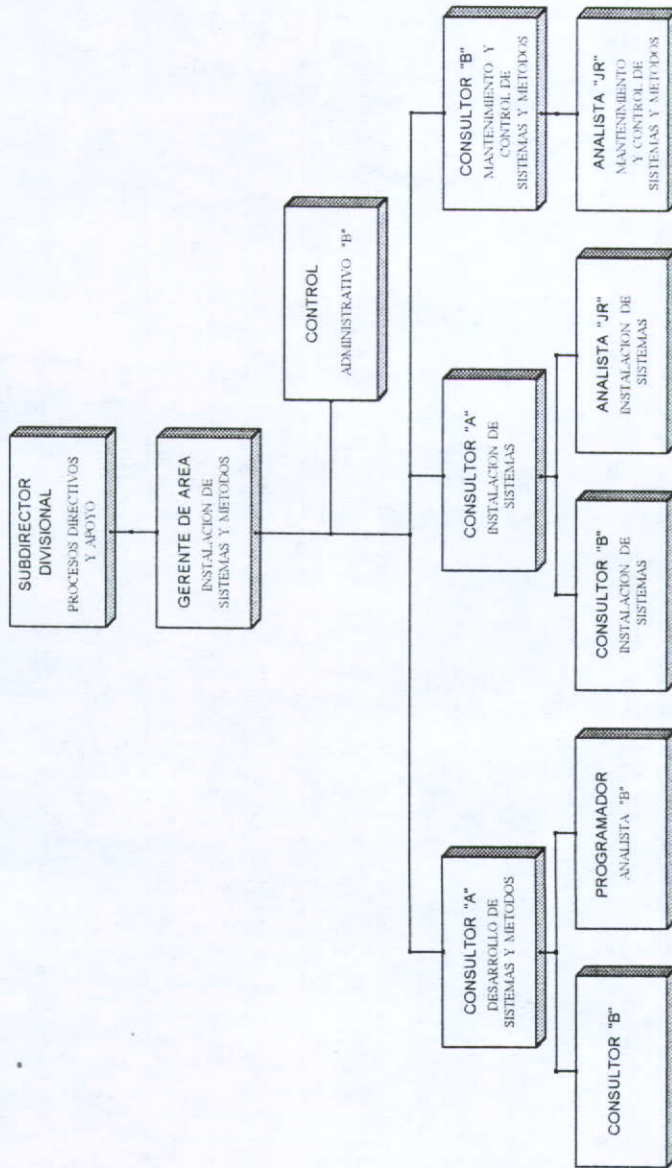 SUBDIRECTOR
DIVISIONAL
PROCESOS DIRECTIVOS
Y APOYO
GERENTE DE AREA
INSTALACION DE
SISTEMAS Y METODOS
CONTROL
ADMINISTRATIVO "B"
CONSULTOR "A"
DESARROLLO DE
SISTEMAS Y METODOS
CONSULTOR "A"
INSTALACION DE
SISTEMAS
CONSULTOR "B"
MANTENIMIENTO Y
CONTROL DE
SISTEMAS Y METODOS
CONSULTOR "B"
PROGRAMADOR
ANALISTA "B"
CONSULTOR "B"
INSTALACION DE
SISTEMAS
ANALISTA "JR"
INSTALACION DE
SISTEMAS
ANALISTA "JR"
MANTENIMIENTO
Y CONTROL DE
SISTEMAS Y METODOS